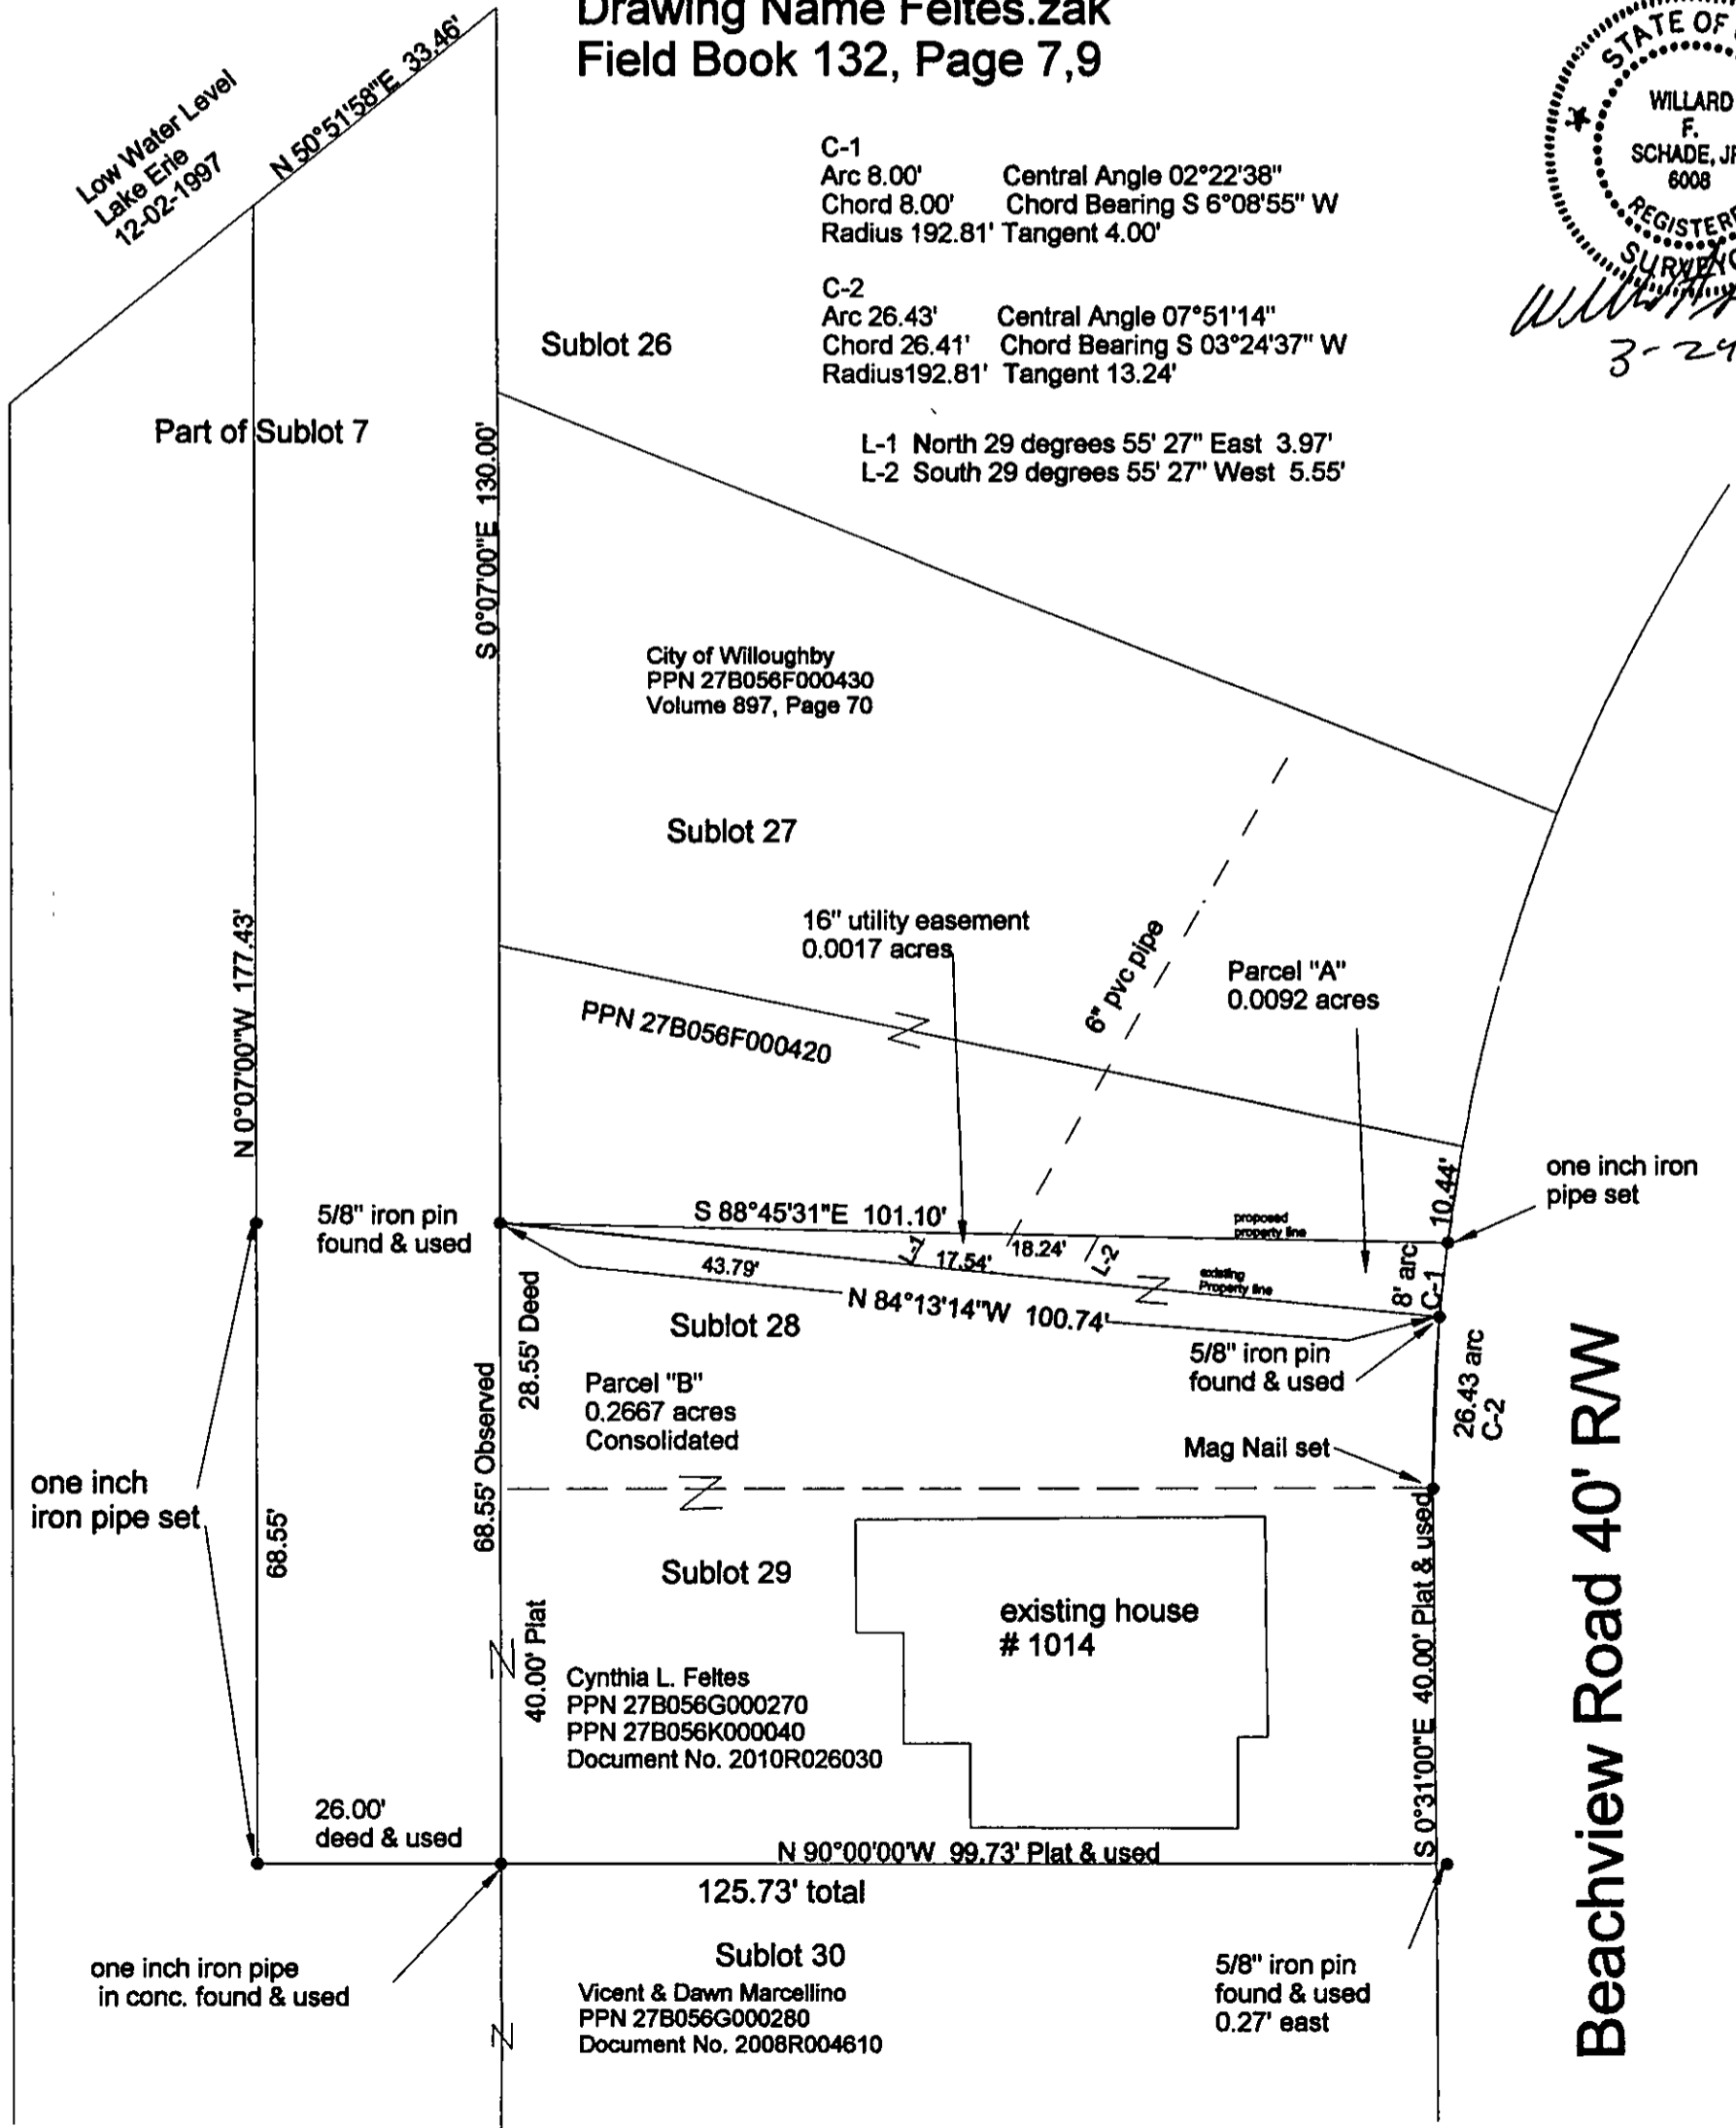 Drawing Name Feltes.zak
Field Book 132, Page 7,9
STATE OF
WILLARD
F.
SCHADE, JR
6008
REGISTERE
SURVEYO
3-24
Low Water Level
Lake Erie
12-02-1997
N 50°51'58"E 33.46'
C-1
Arc 8.00' Central Angle 02°22'38"
Chord 8.00' Chord Bearing S 6°08'55" W
Radius 192.81' Tangent 4.00'
C-2
Arc 26.43' Central Angle 07°51'14"
Chord 26.41' Chord Bearing S 03°24'37" W
Radius192.81' Tangent 13.24'
L-1 North 29 degrees 55' 27" East 3.97'
L-2 South 29 degrees 55' 27" West 5.55'
Sublot 26
Part of Sublot 7
S 0°07'00"E 130.00'
City of Willoughby
PPN 27B056F000430
Volume 897, Page 70
Sublot 27
16" utility easement
0.0017 acres
6" pvc pipe
Parcel "A"
0.0092 acres
PPN 27B056F000420
N 0°07'00"W 177.43'
5/8" iron pin
found & used
S 88°45'31"E 101.10'
proposed
property line
10.44'
one inch iron
pipe set
L-1
17.54'
18.24'
L-2
existing
Property line
8' arc
C-1
43.79'
N 84°13'14"W 100.74'
28.55' Deed
Sublot 28
5/8" iron pin
found & used
26.43 arc
C-2
Parcel "B"
0.2667 acres
Consolidated
68.55' Observed
Mag Nail set
one inch
iron pipe set
68.55'
Sublot 29
existing house
# 1014
40.00' Plat
Cynthia L. Feltes
PPN 27B056G000270
PPN 27B056K000040
Document No. 2010R026030
S 0°31'00"E 40.00' Plat & used
Beachview Road 40' R/W
26.00'
deed & used
N 90°00'00"W 99.73' Plat & used
125.73' total
one inch iron pipe
in conc. found & used
Sublot 30
Vicent & Dawn Marcellino
PPN 27B056G000280
Document No. 2008R004610
5/8" iron pin
found & used
0.27' east